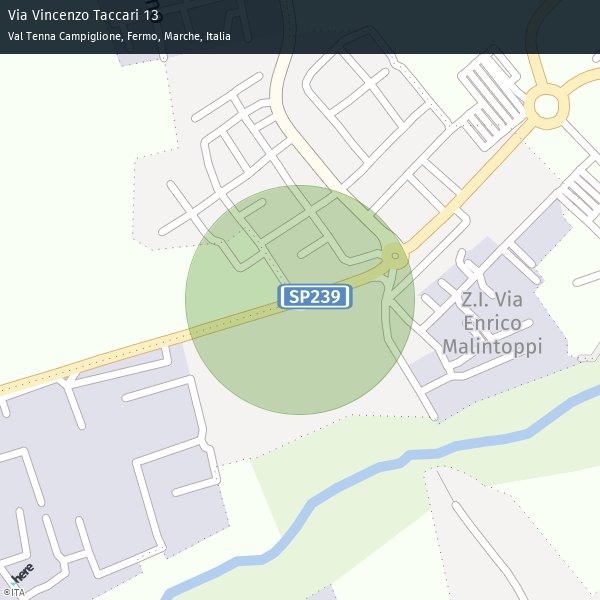 Via Vincenzo Taccari 13
Val Tenna Campiglione, Fermo, Marche, Italia
SP239
Z.I. Via
Enrico
Malintoppi
here
©ITA